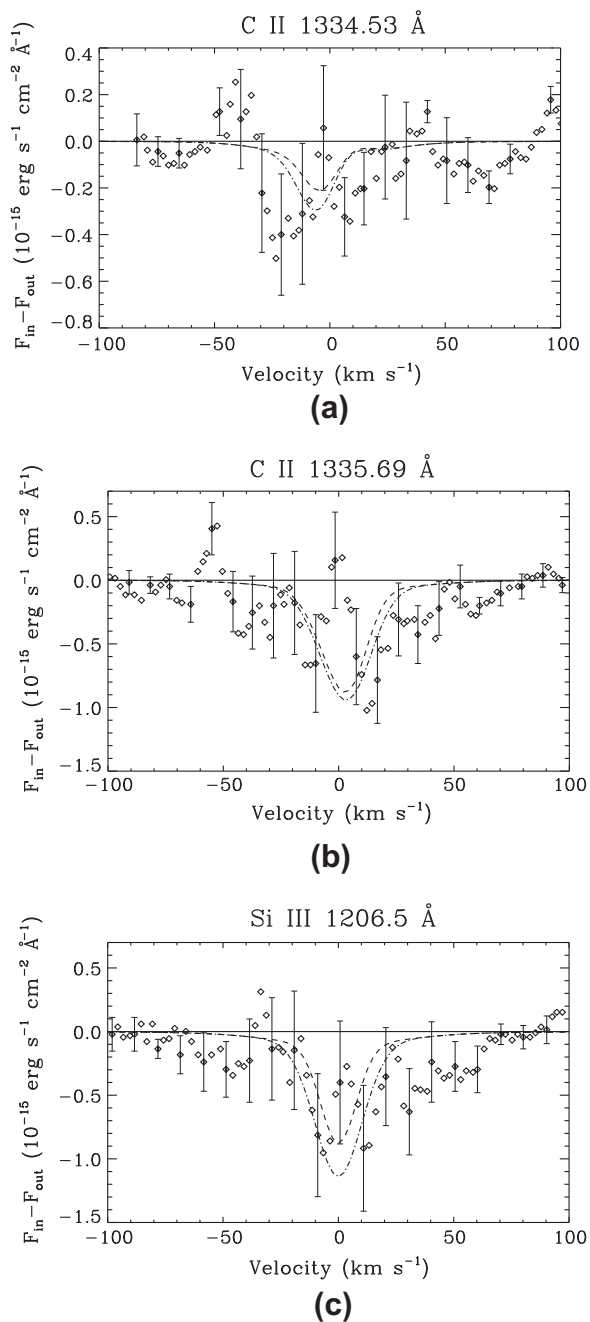 C II 1334.53 Å
F_in−F_out (10⁻¹⁵ erg s⁻¹ cm⁻² Å⁻¹)
0.4
0.2
0.0
−0.2
−0.4
−0.6
−0.8
−100 −50 0 50 100
Velocity (km s⁻¹)
(a)
C II 1335.69 Å
F_in−F_out (10⁻¹⁵ erg s⁻¹ cm⁻² Å⁻¹)
0.5
0.0
−0.5
−1.0
−1.5
−100 −50 0 50 100
Velocity (km s⁻¹)
(b)
Si III 1206.5 Å
F_in−F_out (10⁻¹⁵ erg s⁻¹ cm⁻² Å⁻¹)
0.5
0.0
−0.5
−1.0
−1.5
−100 −50 0 50 100
Velocity (km s⁻¹)
(c)